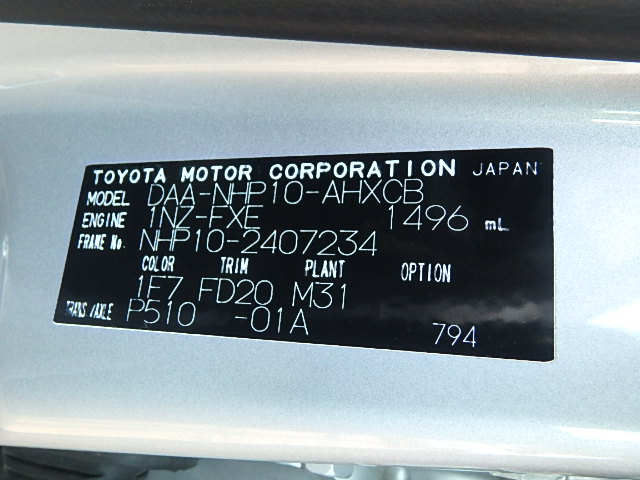 TOYOTA MOTOR CORPORATION JAPAN
MODEL DAA-NHP10-AHXCB
ENGINE 1NZ-FXE 1496 mL
FRAME No. NHP10-2407234
COLOR TRIM PLANT OPTION
1F7 FD20 M31
TRANS/AXLE P510 -01A 794